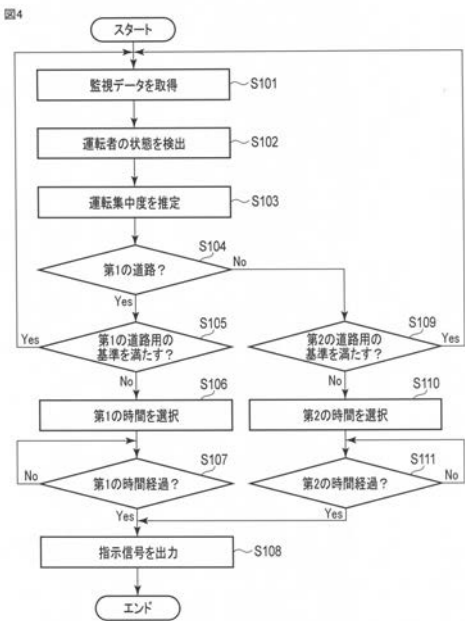 図4
スタート
監視データを取得
S101
運転者の状態を検出
S102
運転集中度を推定
S103
S104
第1の道路?
No
Yes
S105
第1の道路用の
基準を満たす?
Yes
No
S109
第2の道路用の
基準を満たす?
Yes
No
S106
第1の時間を選択
S110
第2の時間を選択
S107
第1の時間経過?
No
Yes
S111
第2の時間経過?
No
Yes
指示信号を出力
S108
エンド